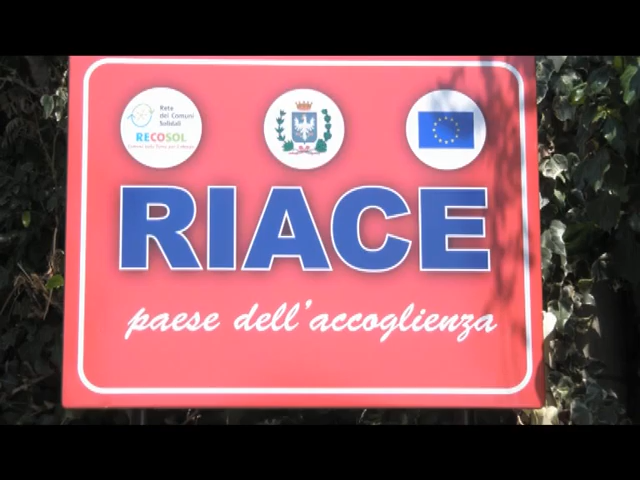 Rete
dei Comuni
Solidali
RECOSOL
RIACE
paese dell'accoglienza